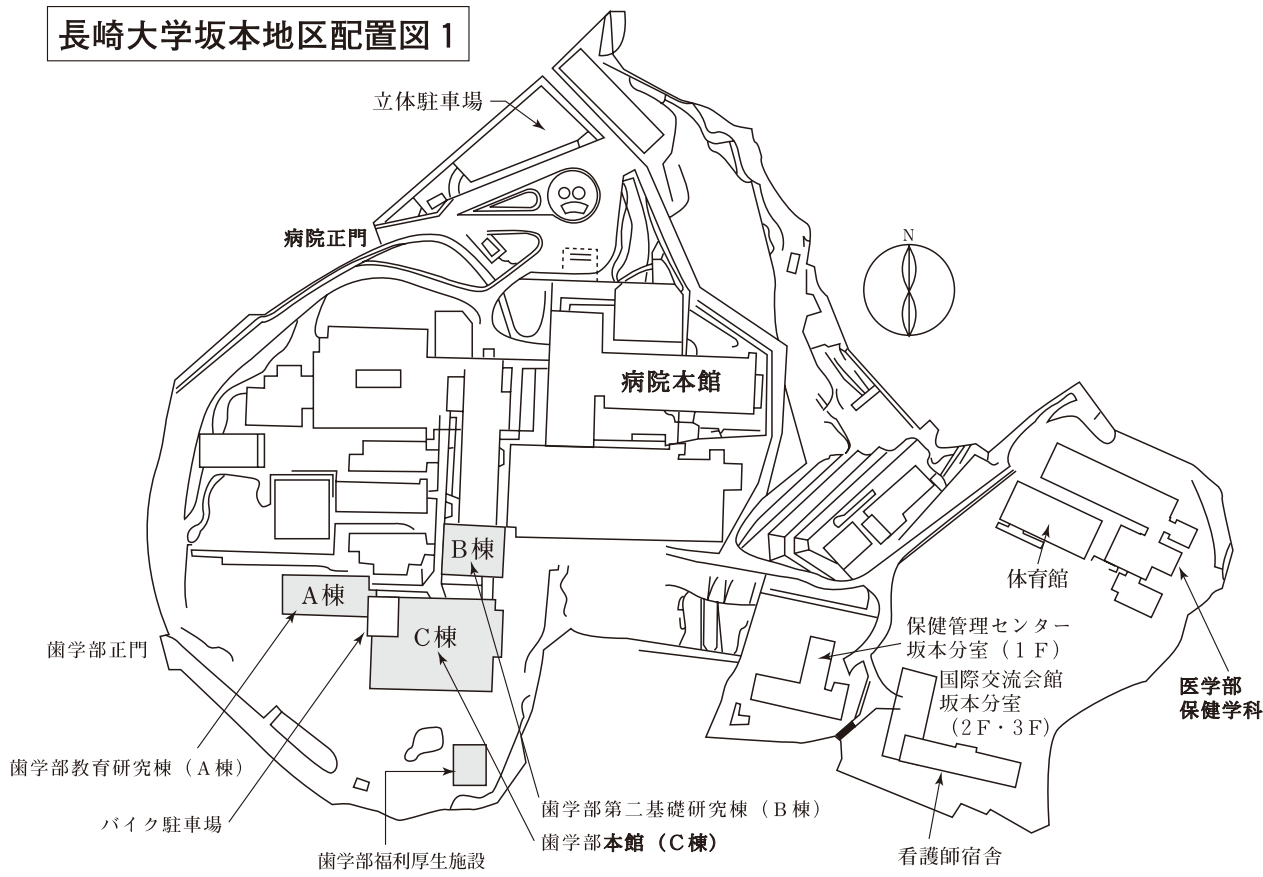 長崎大学坂本地区配置図1
立体駐車場
病院正門
N
病院本館
B棟
A棟
C棟
体育館
歯学部正門
保健管理センター
坂本分室(1F)
国際交流会館
坂本分室
(2F・3F)
医学部
保健学科
歯学部教育研究棟(A棟)
バイク駐車場
歯学部福利厚生施設
歯学部第二基礎研究棟(B棟)
歯学部本館(C棟)
看護師宿舎